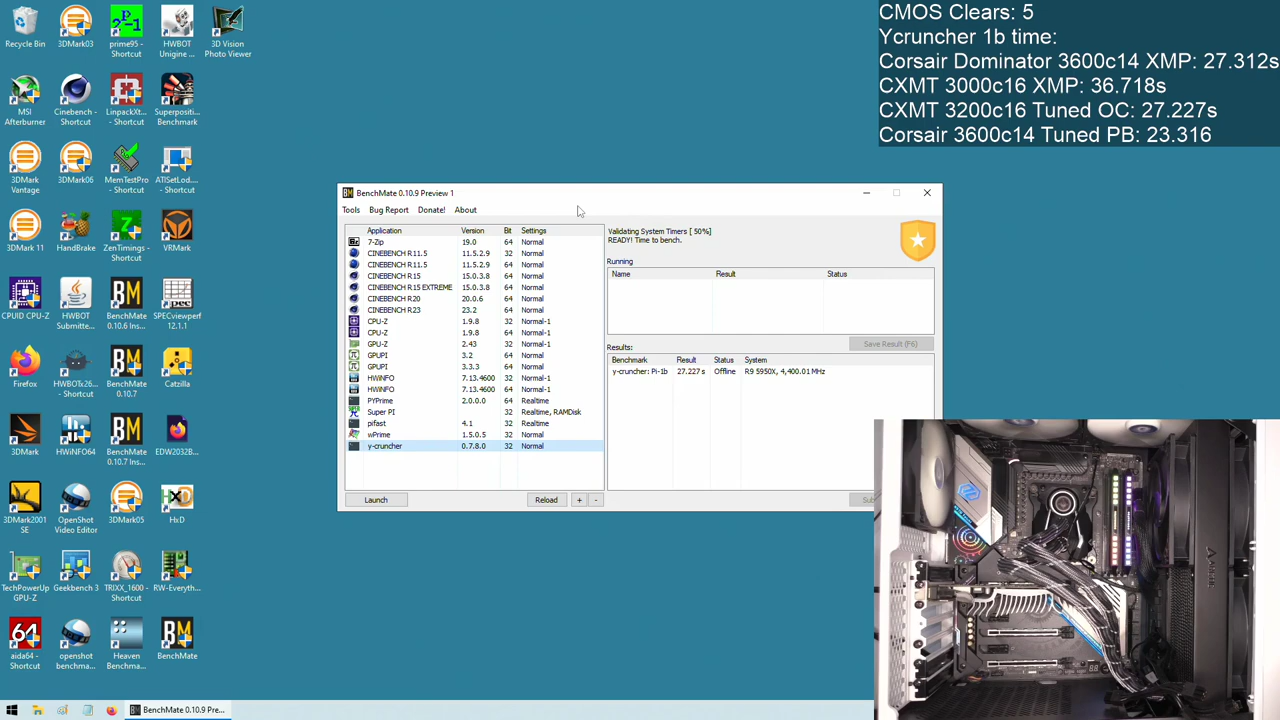 CMOS Clears: 5
Ycruncher 1b time:
Corsair Dominator 3600c14 XMP: 27.312s
CXMT 3000c16 XMP: 36.718s
CXMT 3200c16 Tuned OC: 27.227s
Corsair 3600c14 Tuned PB: 23.316
Recycle Bin
3DMark03
prime95 - Shortcut
HWBOT Unigine ...
3D Vision Photo Viewer
MSI Afterburner
Cinebench - Shortcut
LinpackXt... - Shortcut
Superpositi... Benchmark
3DMark Vantage
3DMark06
MemTestPro - Shortcut
ATISetLod.... - Shortcut
3DMark 11
HandBrake
ZenTimings - Shortcut
VRMark
CPUID CPU-Z
HWBOT Submitte...
BenchMate 0.10.6 Ins...
SPECviewperf 12.1.1
Firefox
HWBOTx26... - Shortcut
BenchMate 0.10.7
Catzilla
3DMark
HWiNFO64
BenchMate 0.10.7 Ins...
EDW2032B...
3DMark2001 SE
OpenShot Video Editor
3DMark05
HxD
TechPowerUp GPU-Z
Geekbench 3
TRIXX_1600 - Shortcut
RW-Everyth...
aida64 - Shortcut
openshot benchma...
Heaven Benchma...
BenchMate
BM BenchMate 0.10.9 Preview 1
Tools Bug Report Donate! About
Application Version Bit Settings
7-Zip 19.0 64 Normal
CINEBENCH R11.5 11.5.2.9 32 Normal
CINEBENCH R11.5 11.5.2.9 64 Normal
CINEBENCH R15 15.0.3.8 64 Normal
CINEBENCH R15 EXTREME 15.0.3.8 64 Normal
CINEBENCH R20 20.0.6 64 Normal
CINEBENCH R23 23.2 64 Normal
CPU-Z 1.9.8 32 Normal-1
CPU-Z 1.9.8 64 Normal-1
GPU-Z 2.43 32 Normal-1
GPUPI 3.2 64 Normal
GPUPI 3.3.3 64 Normal
HWiNFO 7.13.4600 32 Normal-1
HWiNFO 7.13.4600 64 Normal-1
PYPrime 2.0.0.0 64 Realtime
Super PI 32 Realtime, RAMDisk
pifast 4.1 32 Realtime
wPrime 1.5.0.5 32 Normal
y-cruncher 0.7.8.0 32 Normal
Launch Reload + -
Validating System Timers [ 50%]
READY! Time to bench.
Running
Name Result Status
Save Result (F6)
Results:
Benchmark Result Status System
y-cruncher: Pi-1b 27.227 s Offline R9 5950X, 4,400.01 MHz
BM BenchMate 0.10.9 Pre...